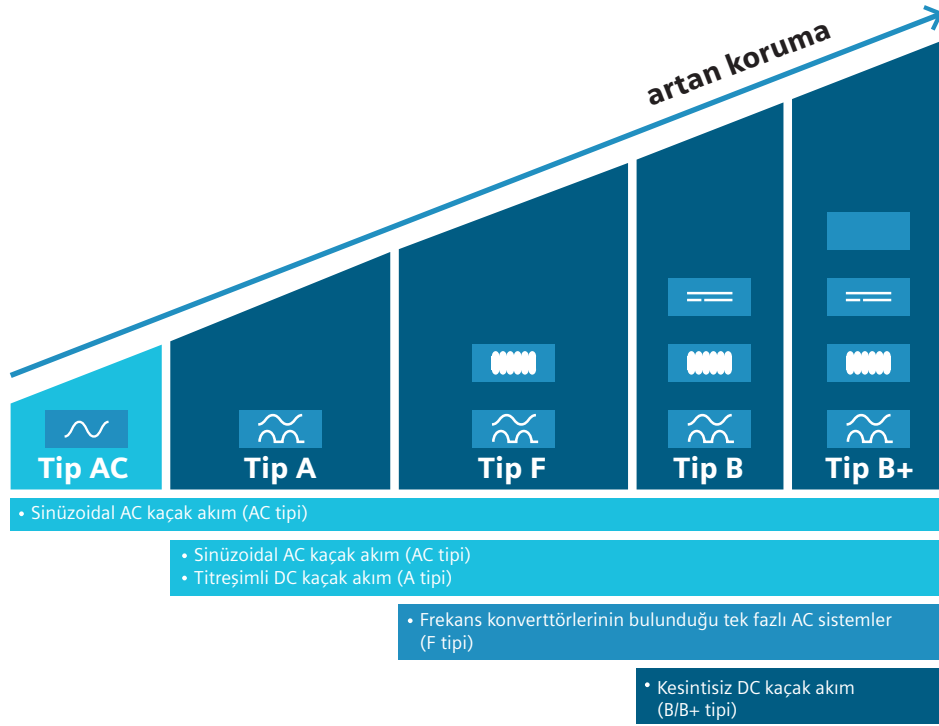 artan koruma
Tip AC
Tip A
Tip F
Tip B
Tip B+
• Sinüzoidal AC kaçak akım (AC tipi)
• Sinüzoidal AC kaçak akım (AC tipi)
• Titreşimli DC kaçak akım (A tipi)
• Frekans konverttörlerinin bulunduğu tek fazlı AC sistemler
(F tipi)
• Kesintisiz DC kaçak akım
(B/B+ tipi)